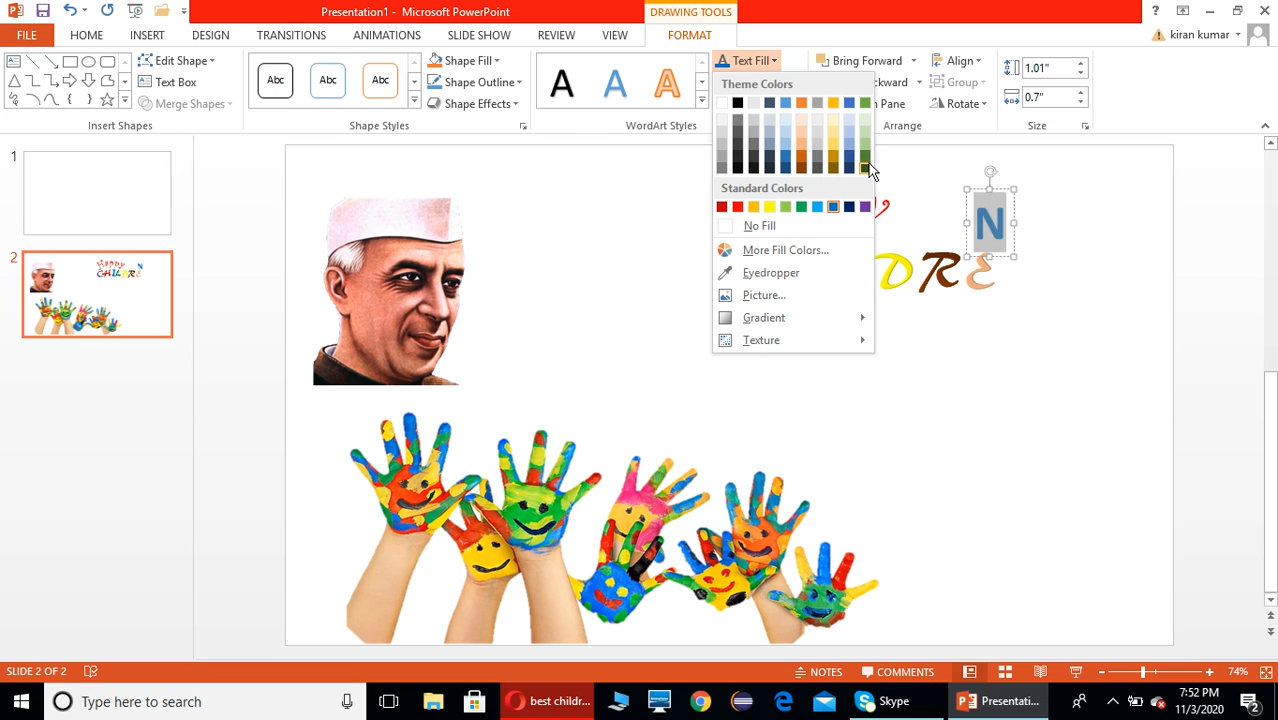 Presentation1 - Microsoft PowerPoint
DRAWING TOOLS
?
FILE
HOME
INSERT
DESIGN
TRANSITIONS
ANIMATIONS
SLIDE SHOW
REVIEW
VIEW
FORMAT
kiran kumar
Edit Shape
Text Box
Merge Shapes
Insert Shapes
Abc
Abc
Abc
Shape Fill
Shape Outline
Shape Effects
Shape Styles
A
A
A
WordArt Styles
Text Fill
Bring Forward
Align
Group
Rotate
Arrange
1.01"
0.7"
Size
Theme Colors
Standard Colors
No Fill
More Fill Colors...
Eyedropper
Picture...
Gradient
Texture
1
2
Happy
CHILDRE
N
N
DRE
SLIDE 2 OF 2
NOTES
COMMENTS
74%
Type here to search
best childr...
Skype
Presentati...
7:52 PM
11/3/2020
2